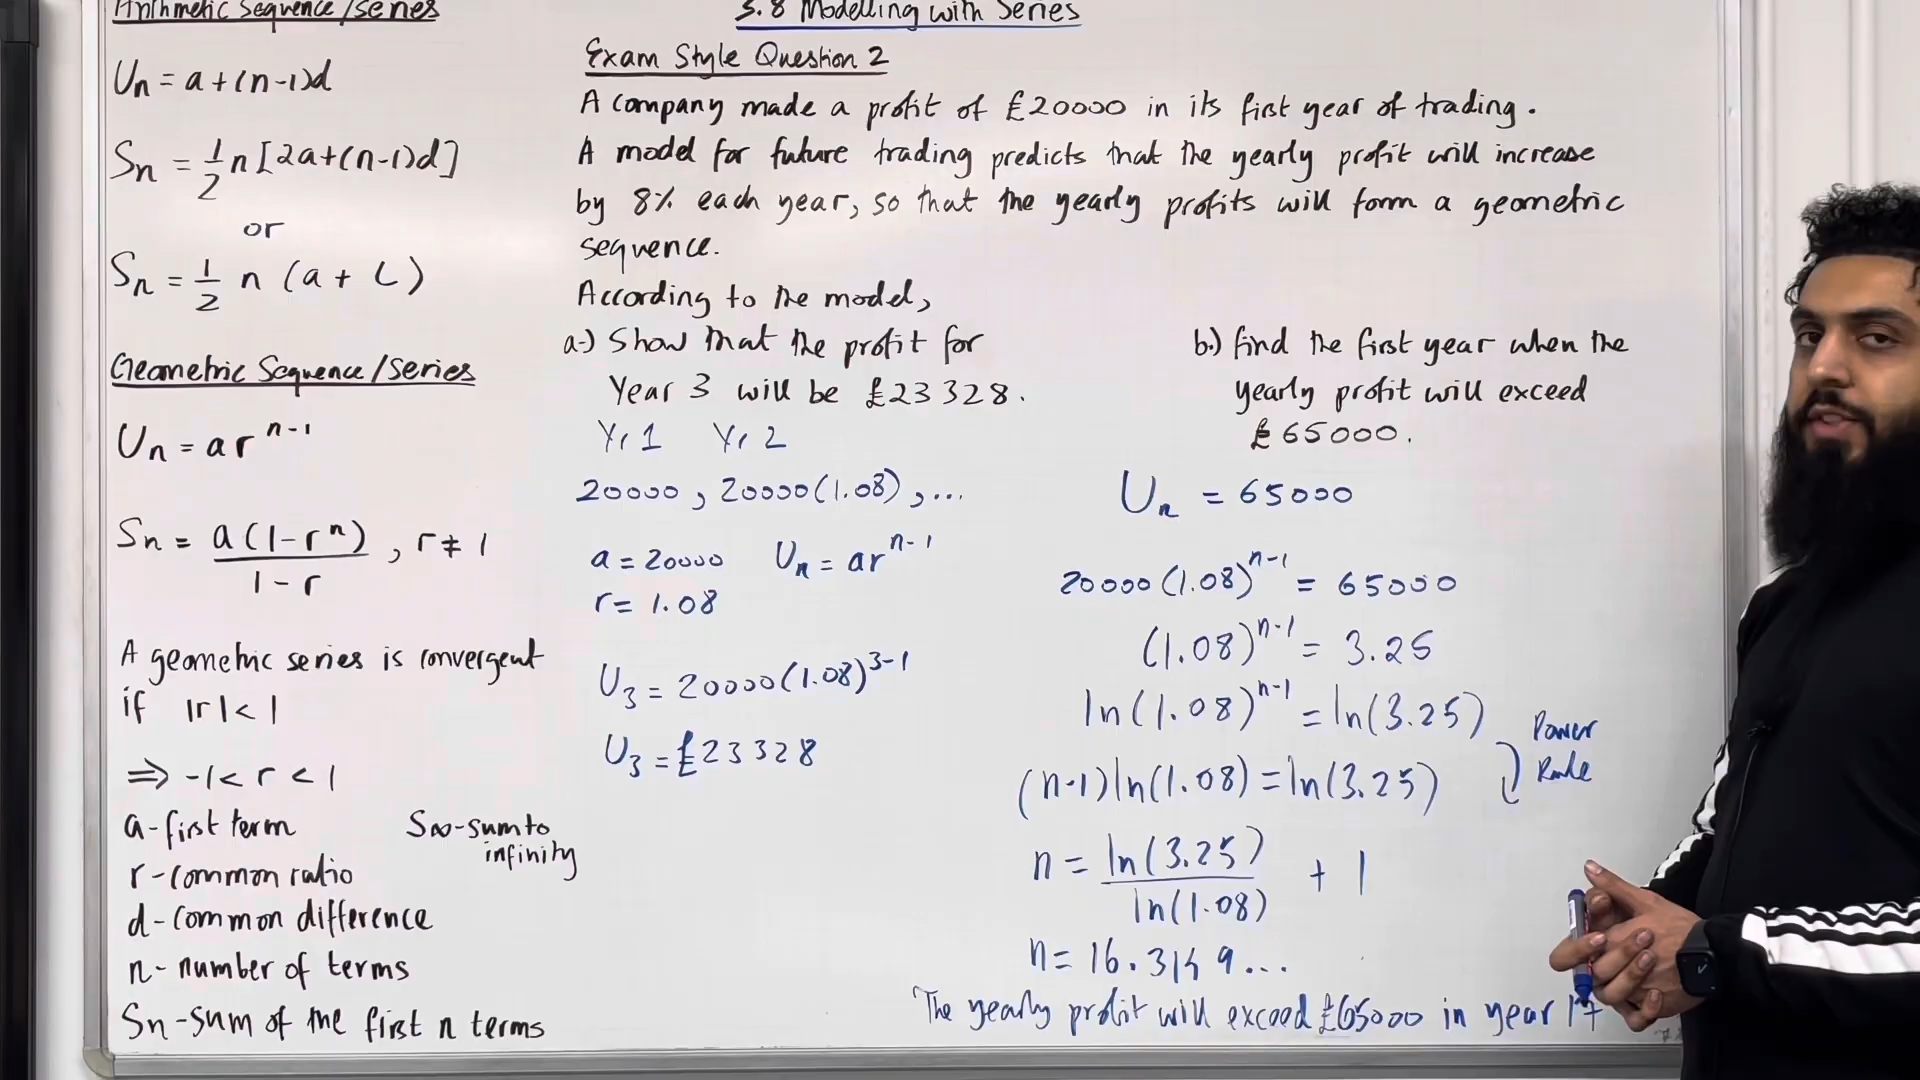 Arithmetic Sequence/Series
Un = a+(n-1)d
Sn = 1/2 n[2a+(n-1)d]
or
Sn = 1/2 n (a + L)
Geometric Sequence/Series
Un = ar^n-1
Sn = a(1-r^n)/1-r , r≠1
A geometric series is convergent
if |r|<1
⇒ -1< r < 1
a-first term
r-common ratio
d-common difference
n-number of terms
Sn-sum of the first n terms
S∞-sum to
infinity
3.8 Modelling with Series
Exam Style Question 2
A company made a profit of £20000 in its first year of trading.
A model for future trading predicts that the yearly profit will increase
by 8% each year, so that the yearly profits will form a geometric
sequence.
According to the model,
a.) Show that the profit for
Year 3 will be £23328.
Yr 1 Yr 2
20000, 20000(1.08), ...
a = 20000 Un = ar^n-1
r = 1.08
U3 = 20000(1.08)^3-1
U3 = £23328
b.) find the first year when the
yearly profit will exceed
£65000.
Un = 65000
20000(1.08)^n-1 = 65000
(1.08)^n-1 = 3.25
ln(1.08)^n-1 = ln(3.25)
Power
Rule
(n-1)ln(1.08) = ln(3.25)
n = ln(3.25)/ln(1.08) + 1
n = 16.3149...
The yearly profit will exceed £65000 in year 17